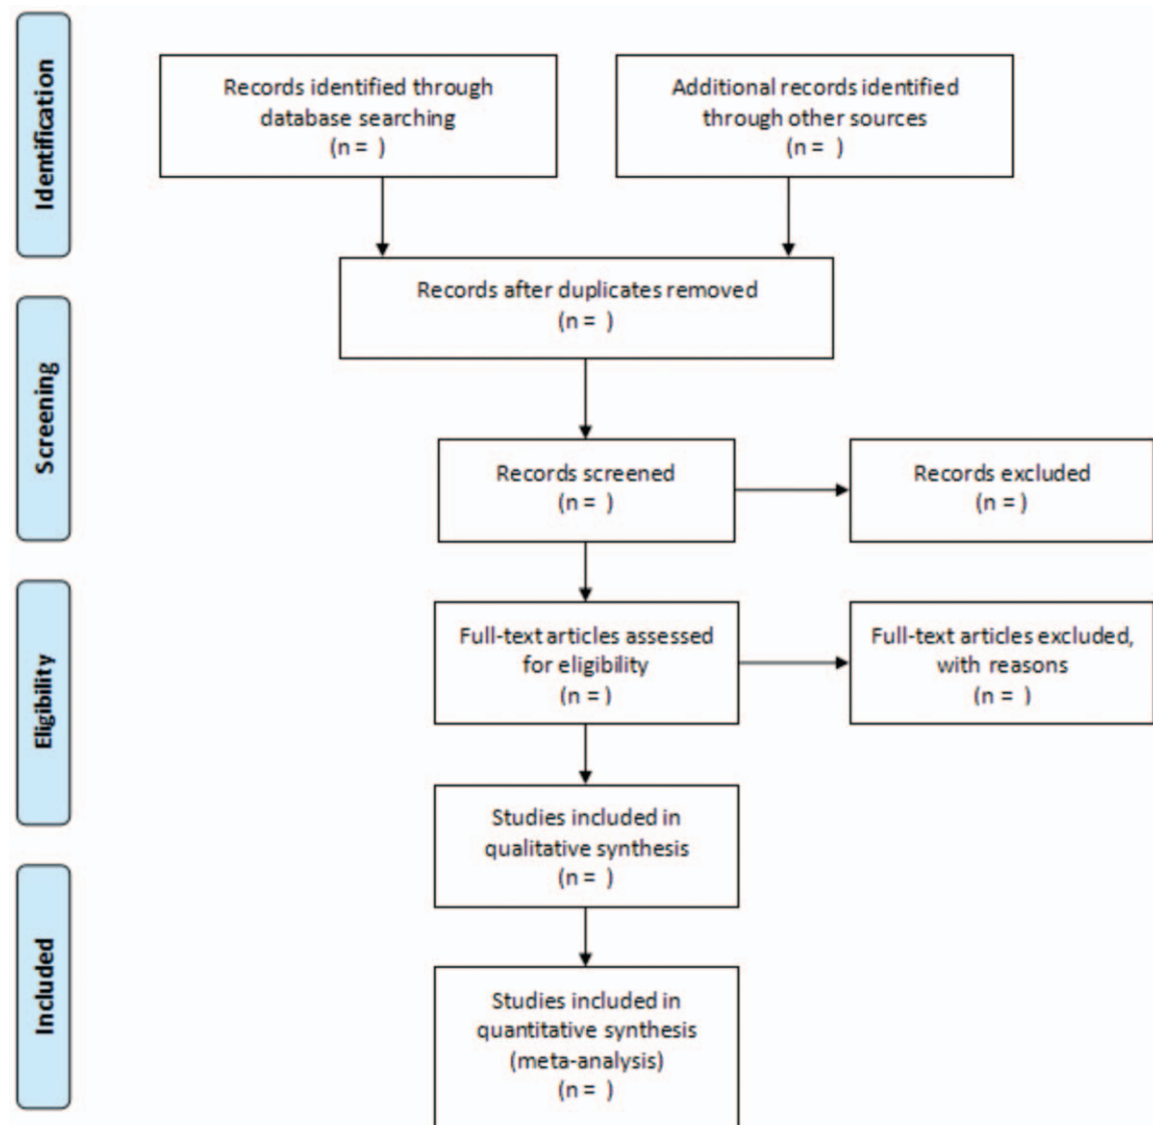 Identification
Records identified through
database searching
(n =  )
Additional records identified
through other sources
(n =  )
Records after duplicates removed
(n =  )
Screening
Records screened
(n =  )
Records excluded
(n = )
Eligibility
Full-text articles assessed
for eligibility
(n = )
Full-text articles excluded,
with reasons
(n =  )
Studies included in
qualitative synthesis
(n =  )
Included
Studies included in
quantitative synthesis
(meta-analysis)
(n =  )